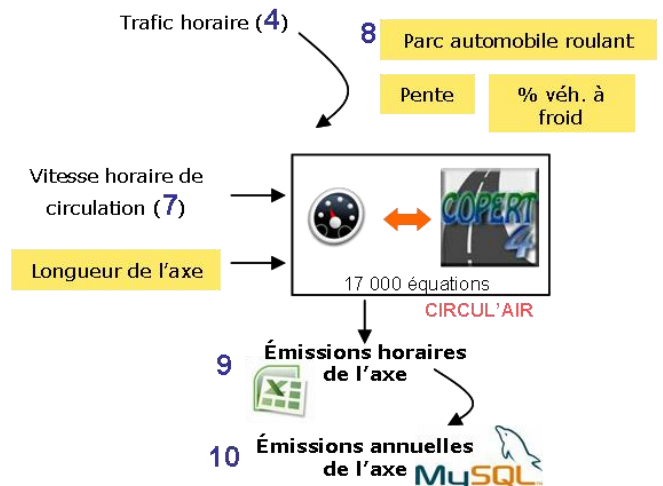 Trafic horaire (4)
8
Parc automobile roulant
Pente
% véh. à
froid
Vitesse horaire de
circulation (7)
Longueur de l'axe
COPERT
4
17 000 équations
CIRCUL'AIR
9
Émissions horaires
de l'axe
X
10
Émissions annuelles
de l'axe
MySQL